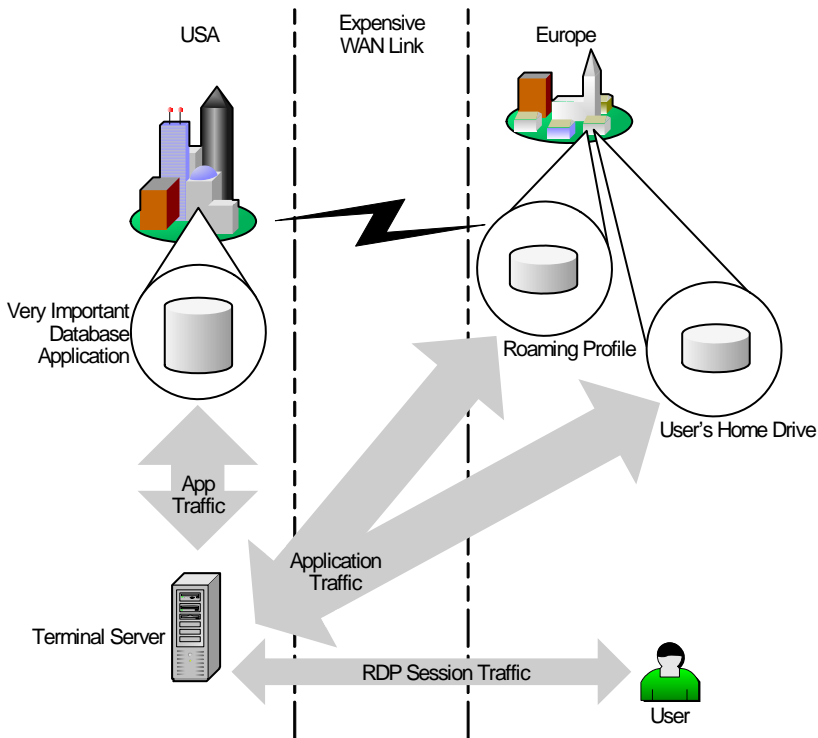 USA
Expensive
WAN Link
Europe
Very Important
Database
Application
Roaming Profile
User's Home Drive
App
Traffic
Application
Traffic
Terminal Server
RDP Session Traffic
User